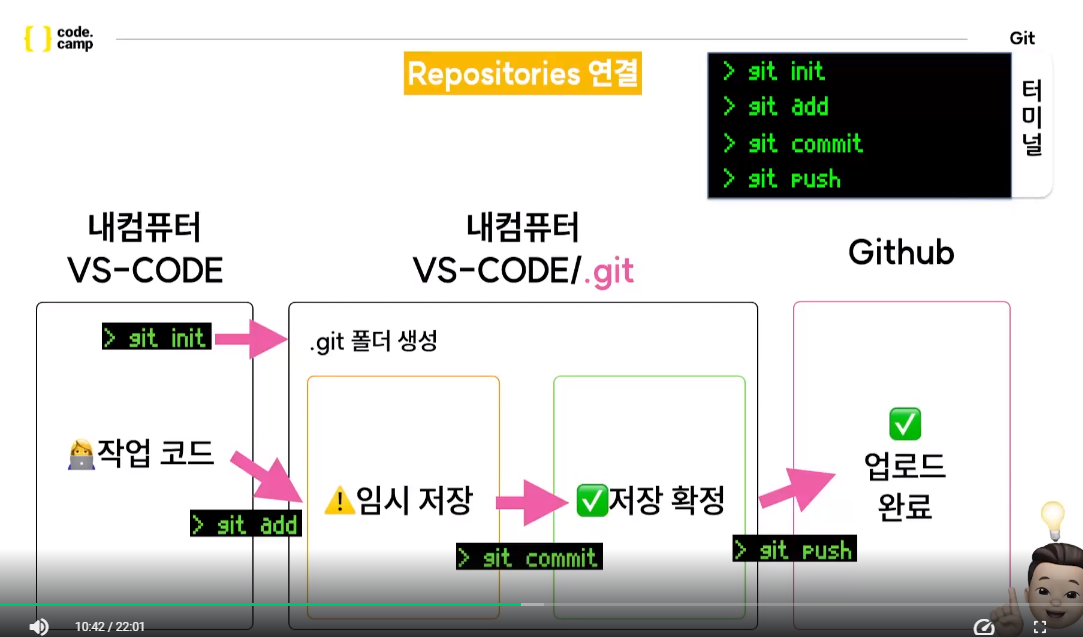 code.
camp
Git
Repositories 연결
> git init
> git add
> git commit
> git push
터미널
내컴퓨터
VS-CODE
내컴퓨터
VS-CODE/.git
Github
> git init
.git 폴더 생성
작업 코드
> git add
임시 저장
> git commit
저장 확정
> git push
업로드
완료
10:42 / 22:01